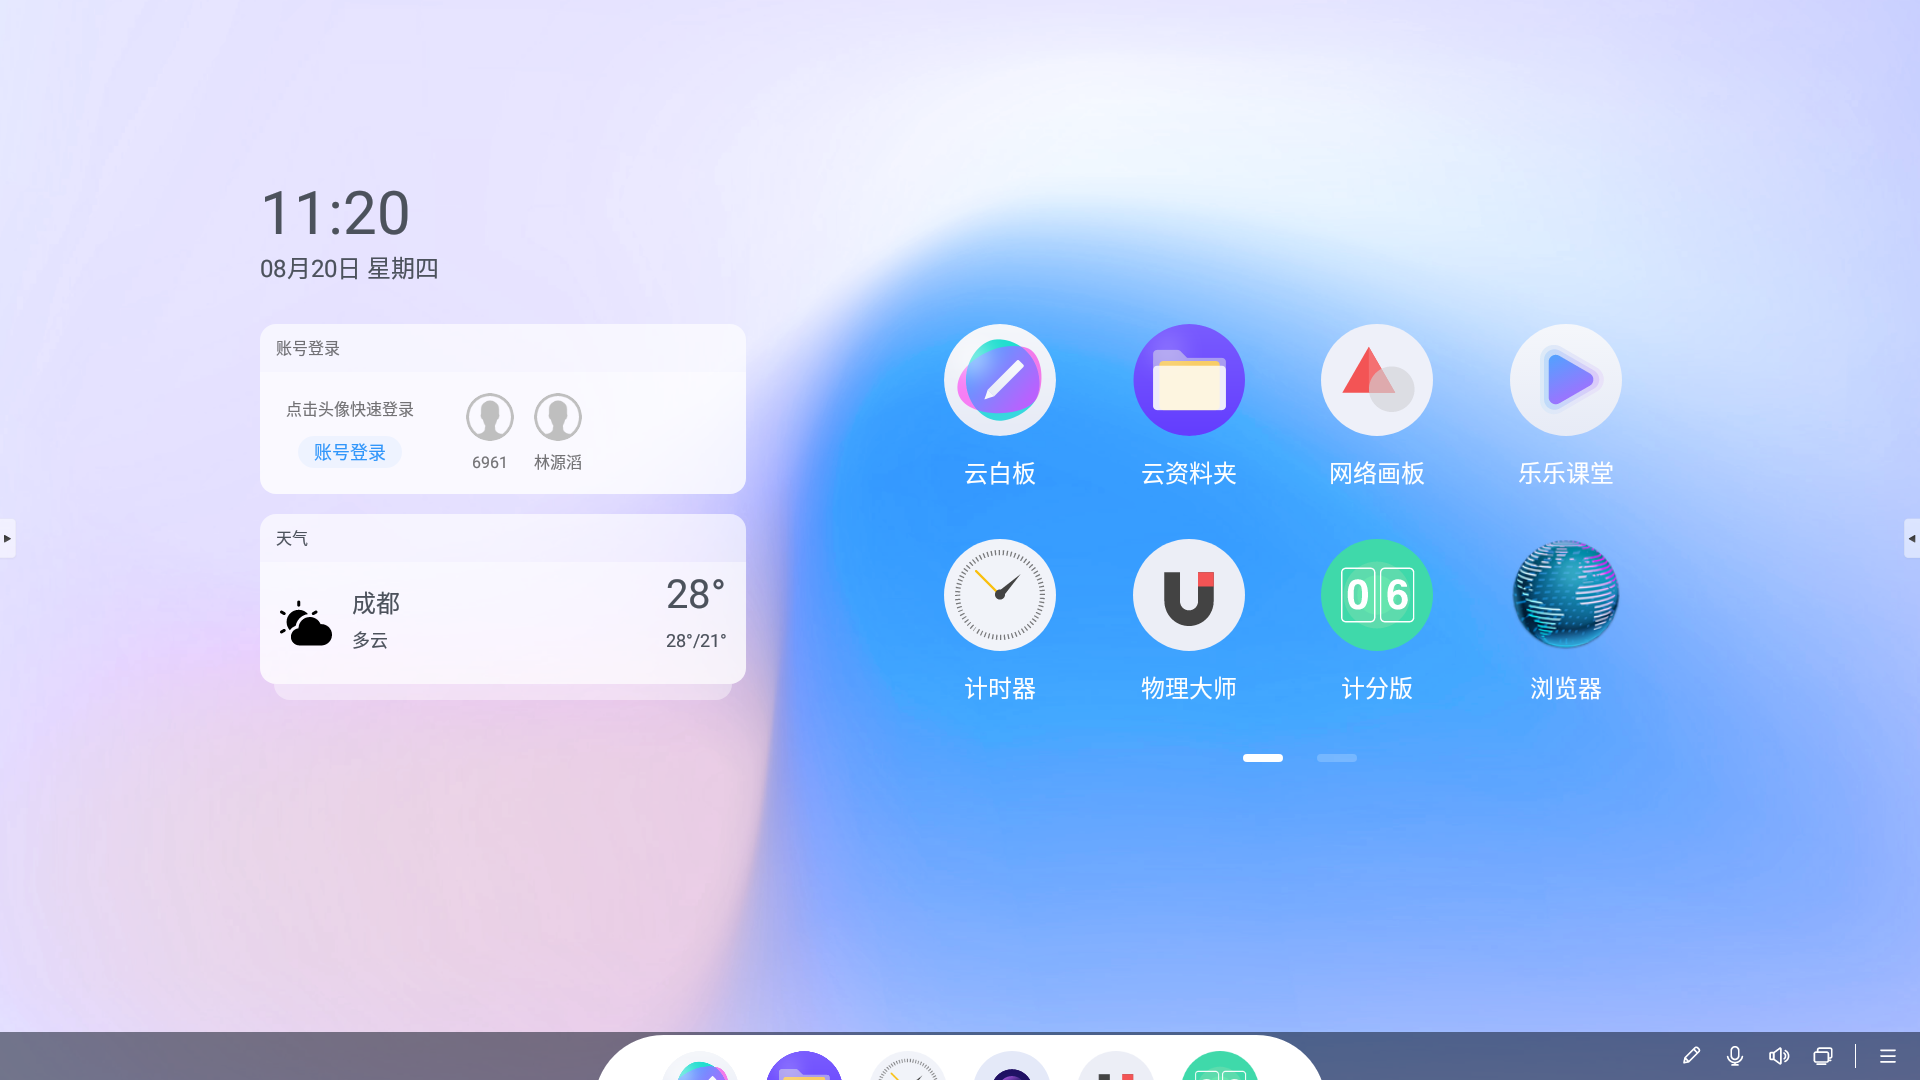 11:20
08月20日 星期四
账号登录
点击头像快速登录
账号登录
6961
林源滔
天气
成都
多云
28°
28°/21°
云白板
云资料夹
网络画板
乐乐课堂
计时器
物理大师
06
计分版
浏览器